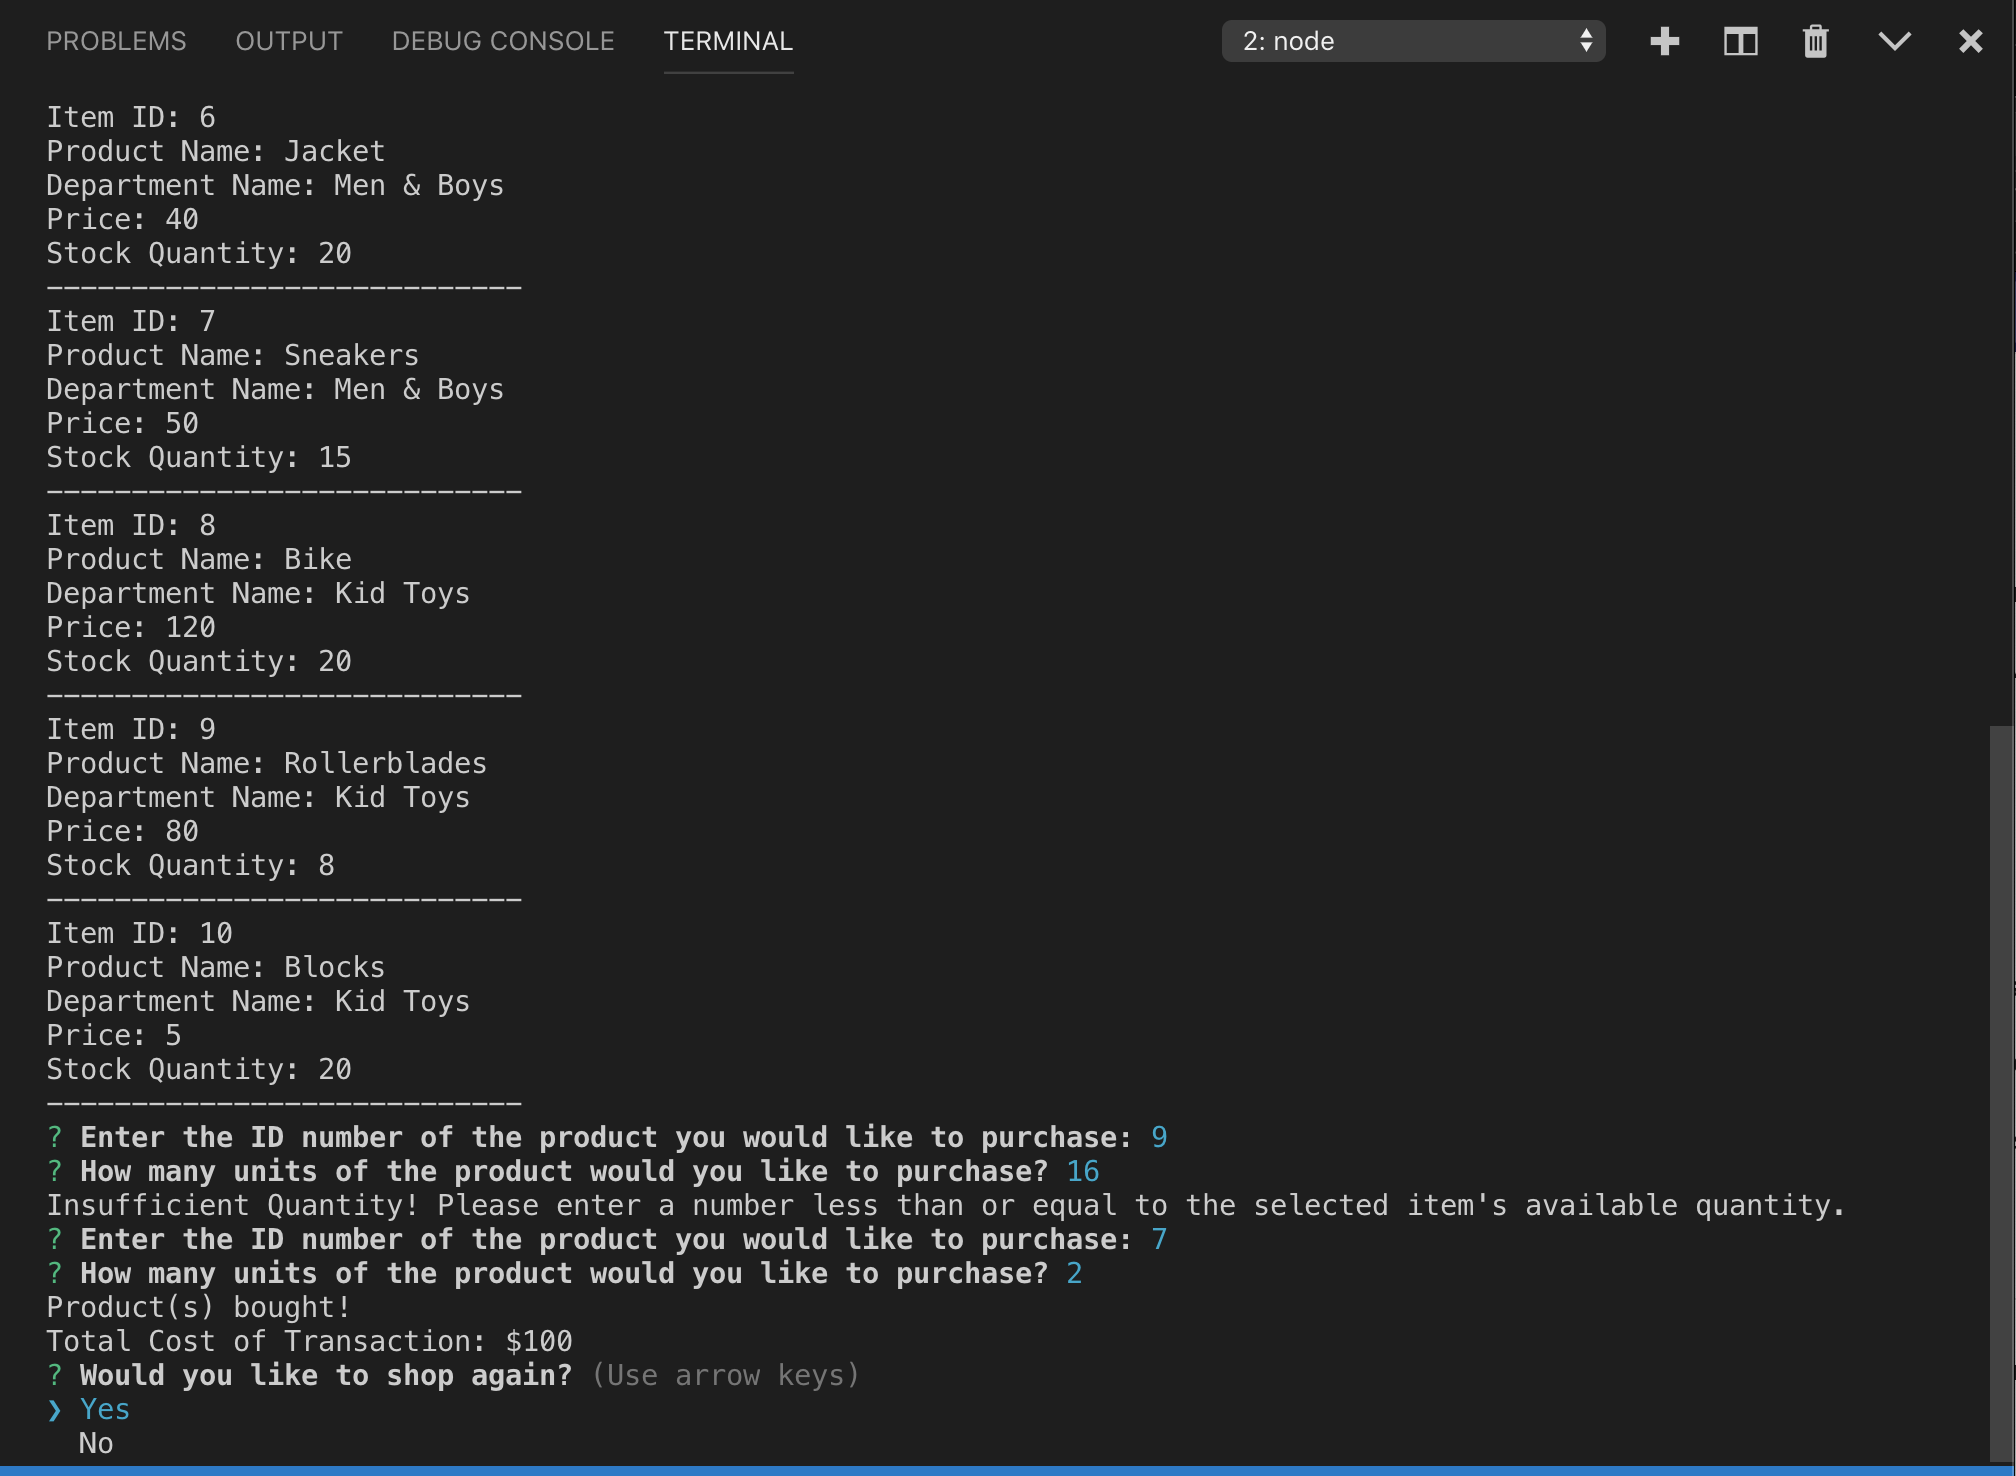 PROBLEMS OUTPUT DEBUG CONSOLE TERMINAL 2: node
Item ID: 6
Product Name: Jacket
Department Name: Men & Boys
Price: 40
Stock Quantity: 20
----------------------------
Item ID: 7
Product Name: Sneakers
Department Name: Men & Boys
Price: 50
Stock Quantity: 15
----------------------------
Item ID: 8
Product Name: Bike
Department Name: Kid Toys
Price: 120
Stock Quantity: 20
----------------------------
Item ID: 9
Product Name: Rollerblades
Department Name: Kid Toys
Price: 80
Stock Quantity: 8
----------------------------
Item ID: 10
Product Name: Blocks
Department Name: Kid Toys
Price: 5
Stock Quantity: 20
----------------------------
? Enter the ID number of the product you would like to purchase: 9
? How many units of the product would you like to purchase? 16
Insufficient Quantity! Please enter a number less than or equal to the selected item's available quantity.
? Enter the ID number of the product you would like to purchase: 7
? How many units of the product would you like to purchase? 2
Product(s) bought!
Total Cost of Transaction: $100
? Would you like to shop again? (Use arrow keys)
❯ Yes
No